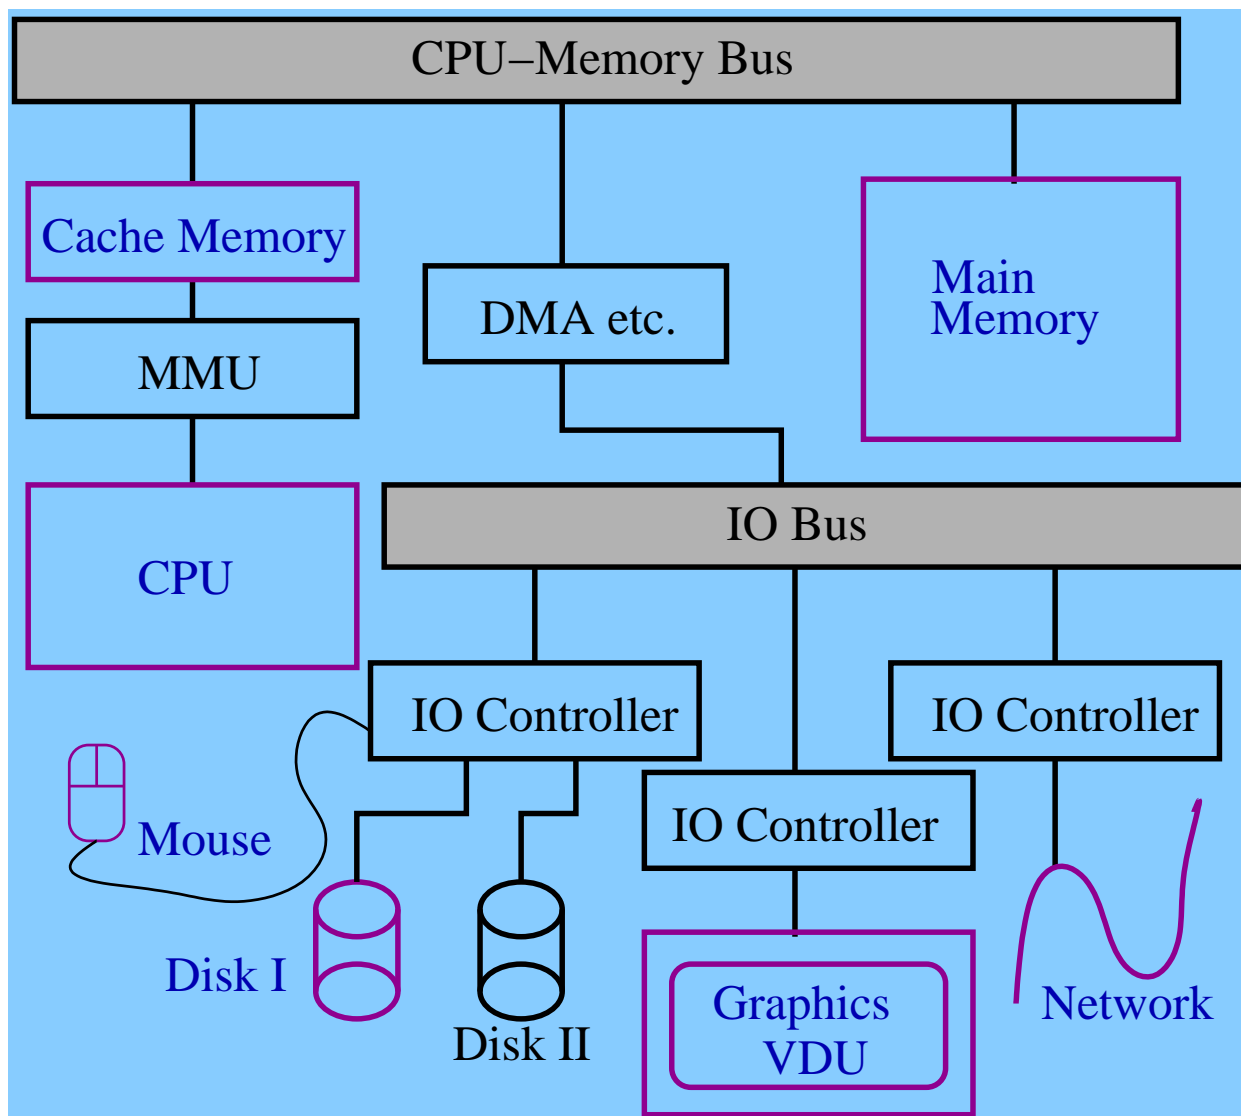 CPU–Memory Bus
Cache Memory
Main
Memory
DMA etc.
MMU
IO Bus
CPU
IO Controller
IO Controller
IO Controller
Mouse
Disk I
Disk II
Graphics
VDU
Network